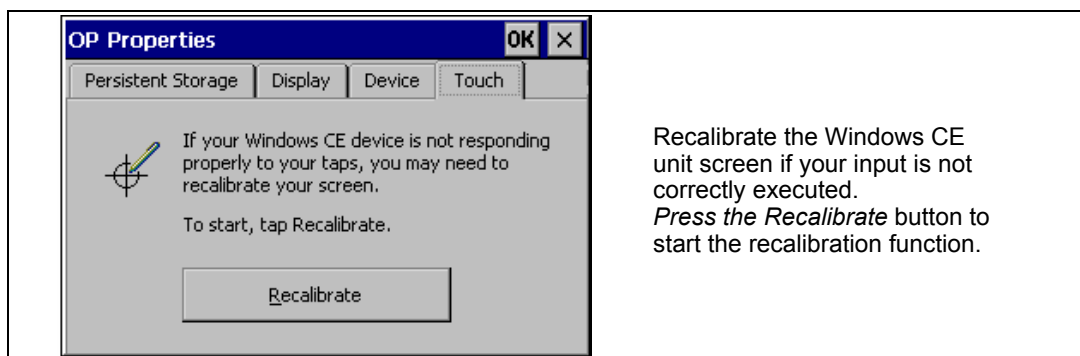 OP Properties OK ×
Persistent Storage Display Device Touch
If your Windows CE device is not responding
properly to your taps, you may need to
recalibrate your screen.
To start, tap Recalibrate.
Recalibrate
Recalibrate the Windows CE
unit screen if your input is not
correctly executed.
Press the Recalibrate button to
start the recalibration function.